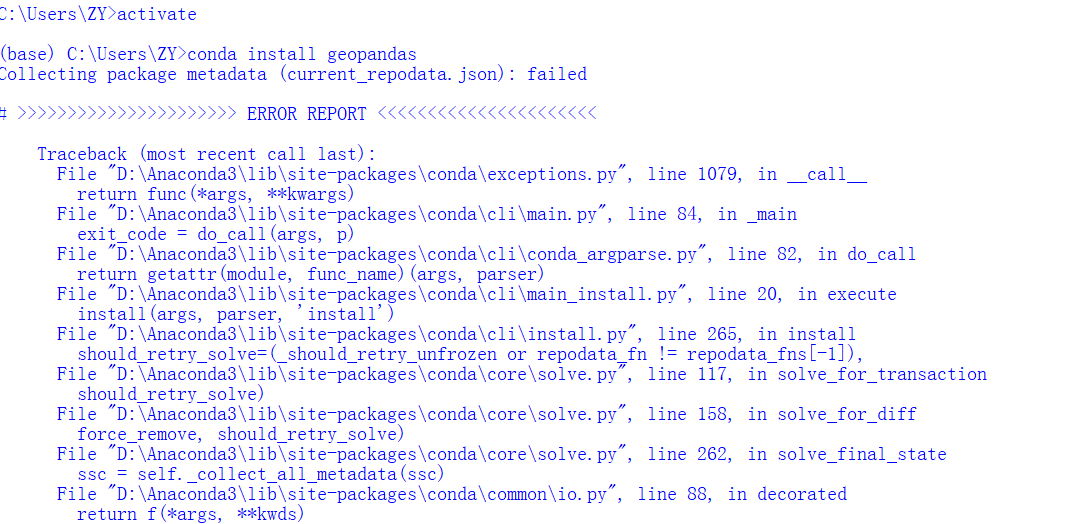 C:\Users\ZY>activate
(base) C:\Users\ZY>conda install geopandas
Collecting package metadata (current_repodata.json): failed
# >>>>>>>>>>>>>>>>>>>>>> ERROR REPORT <<<<<<<<<<<<<<<<<<<<<<
Traceback (most recent call last):
File "D:\Anaconda3\lib\site-packages\conda\exceptions.py", line 1079, in __call__
return func(*args, **kwargs)
File "D:\Anaconda3\lib\site-packages\conda\cli\main.py", line 84, in _main
exit_code = do_call(args, p)
File "D:\Anaconda3\lib\site-packages\conda\cli\conda_argparse.py", line 82, in do_call
return getattr(module, func_name)(args, parser)
File "D:\Anaconda3\lib\site-packages\conda\cli\main_install.py", line 20, in execute
install(args, parser, 'install')
File "D:\Anaconda3\lib\site-packages\conda\cli\install.py", line 265, in install
should_retry_solve=(_should_retry_unfrozen or repodata_fn != repodata_fns[-1]),
File "D:\Anaconda3\lib\site-packages\conda\core\solve.py", line 117, in solve_for_transaction
should_retry_solve)
File "D:\Anaconda3\lib\site-packages\conda\core\solve.py", line 158, in solve_for_diff
force_remove, should_retry_solve)
File "D:\Anaconda3\lib\site-packages\conda\core\solve.py", line 262, in solve_final_state
ssc = self._collect_all_metadata(ssc)
File "D:\Anaconda3\lib\site-packages\conda\common\io.py", line 88, in decorated
return f(*args, **kwds)